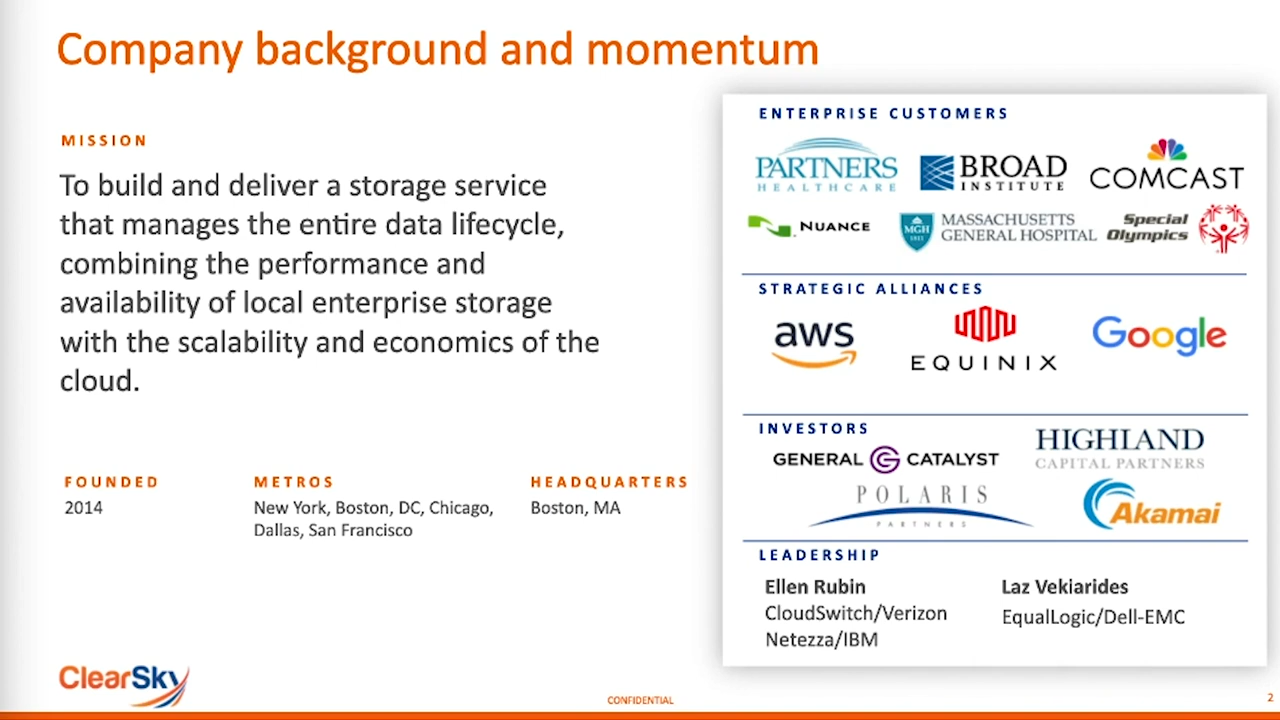 Company background and momentum
MISSION
To build and deliver a storage service
that manages the entire data lifecycle,
combining the performance and
availability of local enterprise storage
with the scalability and economics of the
cloud.
FOUNDED
2014
METROS
New York, Boston, DC, Chicago,
Dallas, San Francisco
HEADQUARTERS
Boston, MA
ENTERPRISE CUSTOMERS
PARTNERS
HEALTHCARE
BROAD
INSTITUTE
COMCAST
NUANCE
MGH
1811
MASSACHUSETTS
GENERAL HOSPITAL
Special
Olympics
STRATEGIC ALLIANCES
aws
EQUINIX
Google
INVESTORS
GENERAL CATALYST
HIGHLAND
CAPITAL PARTNERS
POLARIS
PARTNERS
Akamai
LEADERSHIP
Ellen Rubin
CloudSwitch/Verizon
Netezza/IBM
Laz Vekiarides
EqualLogic/Dell-EMC
ClearSky
CONFIDENTIAL
2